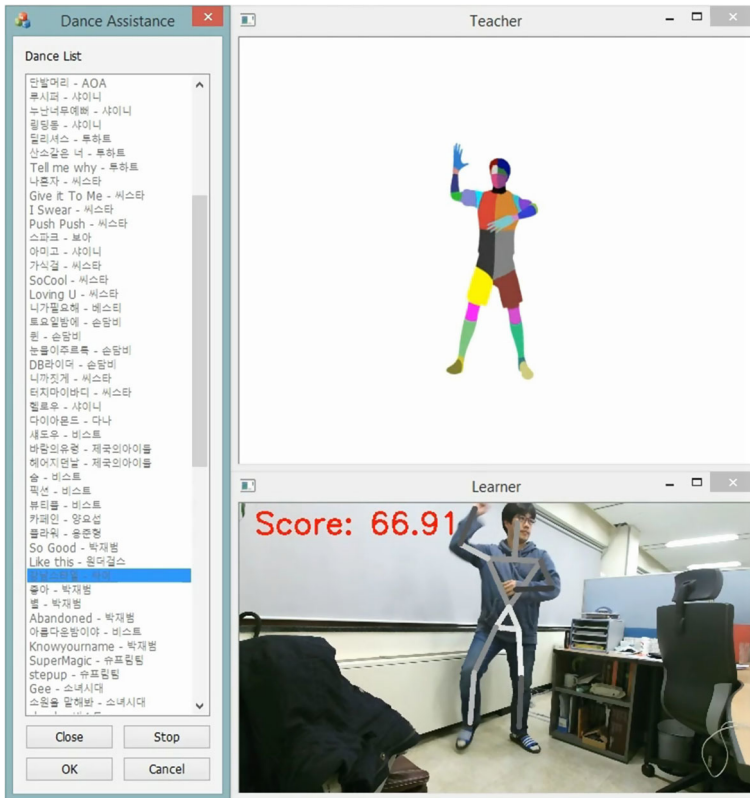 Dance Assistance
Dance List
단발머리 - AOA
루시퍼 - 샤이니
누난너무예뻐 - 샤이니
링딩동 - 샤이니
딜리셔스 - 투하트
산소같은 너 - 투하트
Tell me why - 투하트
나혼자 - 씨스타
Give it To Me - 씨스타
I Swear - 씨스타
Push Push - 씨스타
스파크 - 보아
아미고 - 샤이니
가식걸 - 씨스타
SoCool - 씨스타
Loving U - 씨스타
니가필요해 - 베스티
토요일밤에 - 손담비
퀸 - 손담비
눈물이주르륵 - 손담비
DB라이더 - 손담비
니까짓게 - 씨스타
터치마이바디 - 씨스타
헬로우 - 샤이니
다이아몬드 - 다나
섀도우 - 비스트
바람의유령 - 제국의아이들
헤어지던날 - 제국의아이들
숨 - 비스트
픽션 - 비스트
뷰티풀 - 비스트
카페인 - 양요섭
플라워 - 용준형
So Good - 박재범
Like this - 원더걸스
좋아 - 박재범
별 - 박재범
Abandoned - 박재범
아름다운밤이야 - 비스트
Knowyourname - 박재범
SuperMagic - 슈프림팀
stepup - 슈프림팀
Gee - 소녀시대
소원을 말해봐 - 소녀시대
Close
Stop
OK
Cancel
Teacher
Learner
Score: 66.91